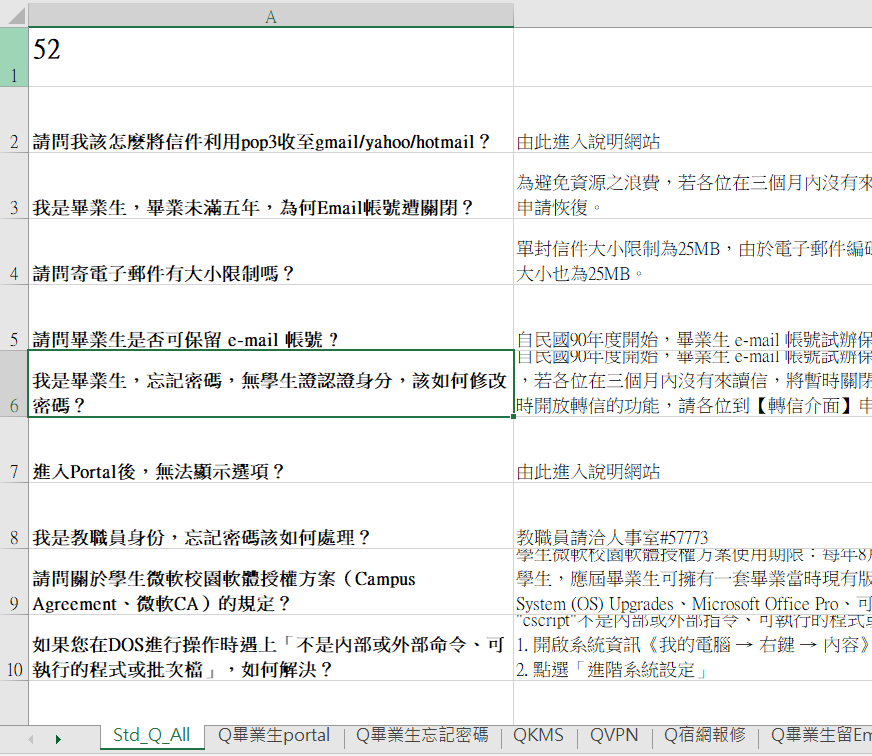 A
52
1
2 請問我該怎麼將信件利用pop3收至gmail/yahoo/hotmail？ 由此進入說明網站
為避免資源之浪費，若各位在三個月內沒有來
3 我是畢業生，畢業未滿五年，為何Email帳號遭關閉？ 申請恢復。
單封信件大小限制為25MB，由於電子郵件編碼
4 請問寄電子郵件有大小限制嗎？ 大小也為25MB。
5 請問畢業生是否可保留 e-mail 帳號？ 自民國90年度開始，畢業生 e-mail 帳號試辦保
自民國90年度開始，畢業生 e-mail 帳號試辦保
我是畢業生，忘記密碼，無學生證認證身分，該如何修改 ，若各位在三個月內沒有來讀信，將暫時關閉
6 密碼？ 時開放轉信的功能，請各位到【轉信介面】申
7 進入Portal後，無法顯示選項？ 由此進入說明網站
8 我是教職員身份，忘記密碼該如何處理？ 教職員請洽人事室#57773
學生微軟校園軟體授權方案使用期限：每年8月
請問關於學生微軟校園軟體授權方案（Campus 學生，應屆畢業生可擁有一套畢業當時現有版
9 Agreement、微軟CA）的規定？ System (OS) Upgrades、Microsoft Office Pro、可
"cscript"不是內部或外部指令、可執行的程式或
如果您在DOS進行操作時遇上「不是內部或外部命令、可 1. 開啟系統資訊《我的電腦 → 右鍵 → 內容》
10 執行的程式或批次檔」，如何解決？ 2. 點選「進階系統設定」
Std_Q_All Q畢業生portal Q畢業生忘記密碼 QKMS QVPN Q宿網報修 Q畢業生留Em